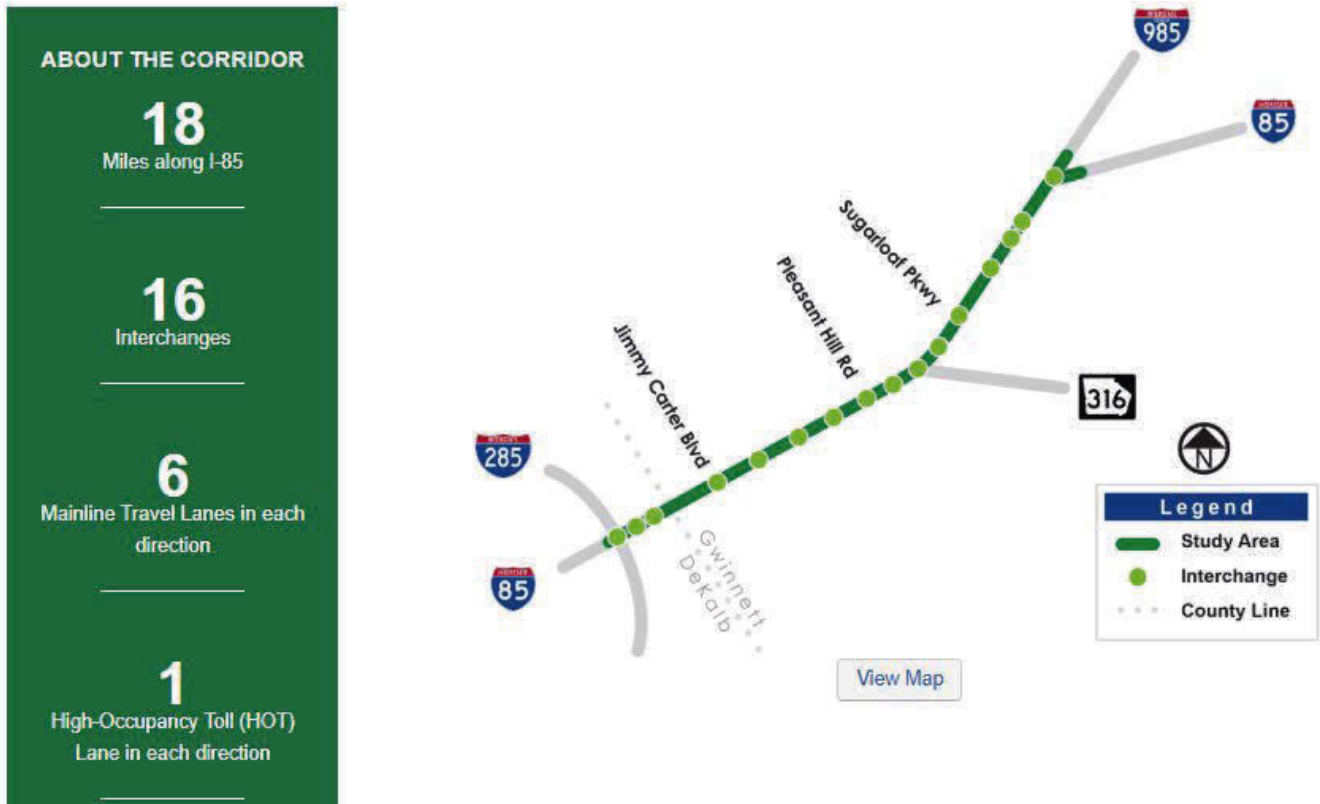 ABOUT THE CORRIDOR
18
Miles along I-85
16
Interchanges
6
Mainline Travel Lanes in each
direction
1
High-Occupancy Toll (HOT)
Lane in each direction
985
85
Sugarloaf Pkwy
Pleasant Hill Rd
Jimmy Carter Blvd
316
285
85
Gwinnett
DeKalb
N
Legend
Study Area
Interchange
County Line
View Map